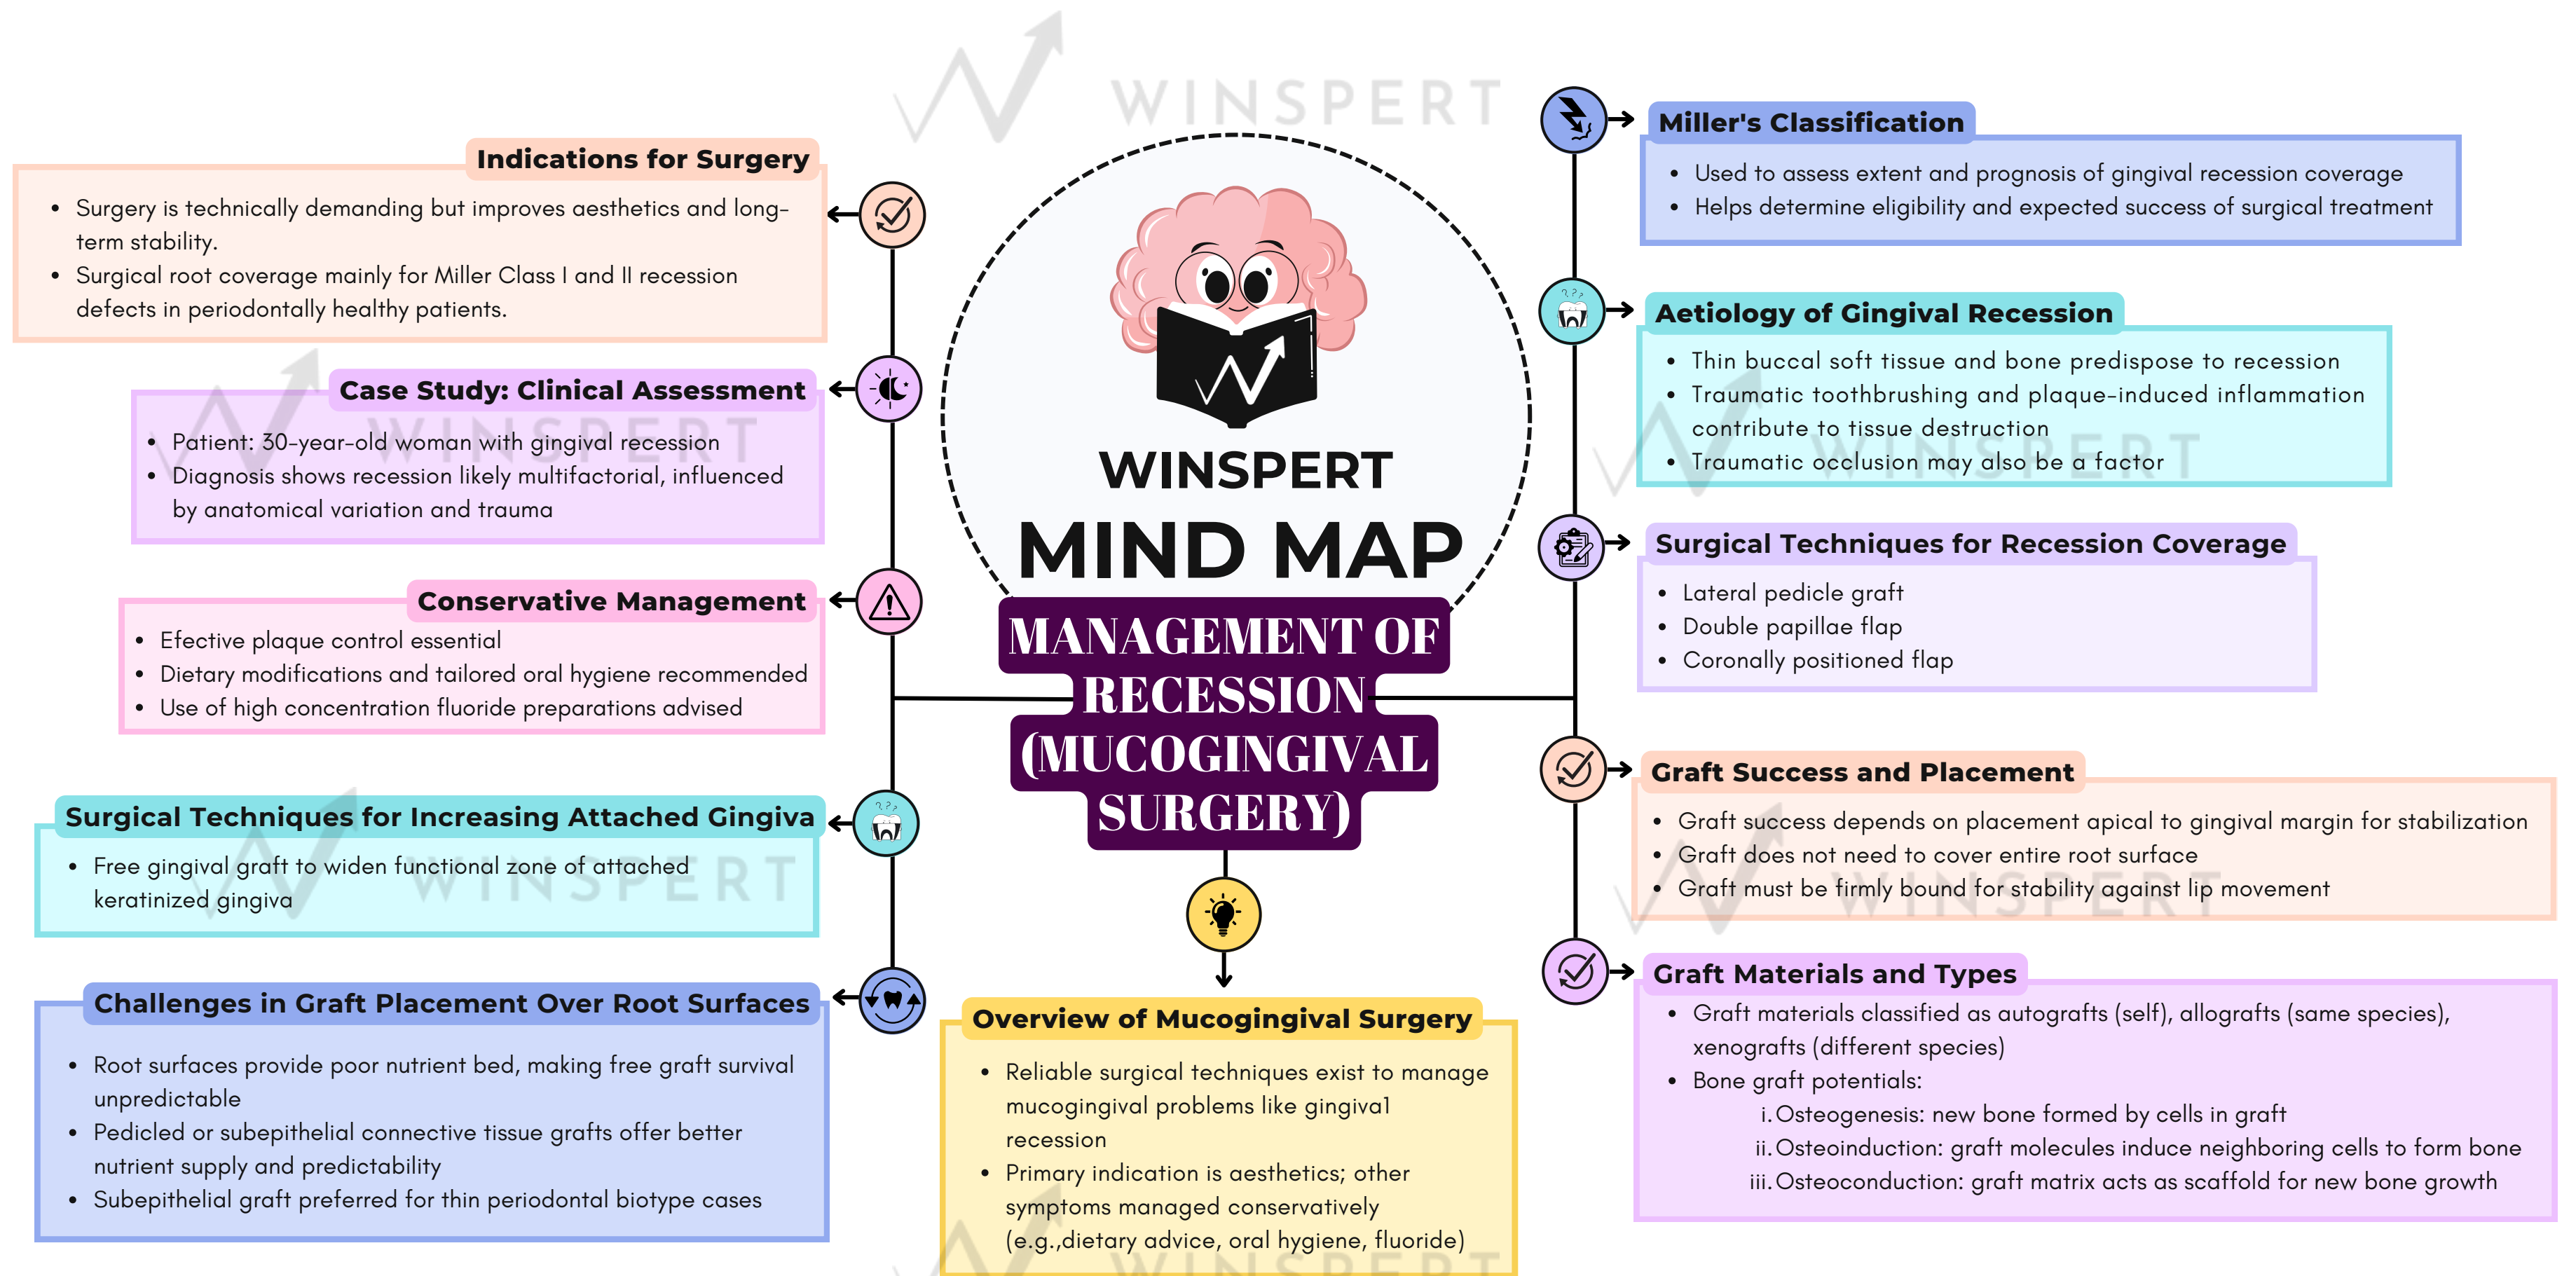 WINSPERT
WINSPERT
MIND MAP
MANAGEMENT OF
RECESSION
(MUCOGINGIVAL
SURGERY)
Indications for Surgery
• Surgery is technically demanding but improves aesthetics and long-
term stability.
• Surgical root coverage mainly for Miller Class I and II recession
defects in periodontally healthy patients.
WINSPERT
Case Study: Clinical Assessment
• Patient: 30-year-old woman with gingival recession
• Diagnosis shows recession likely multifactorial, influenced
by anatomical variation and trauma
Conservative Management
• Efective plaque control essential
• Dietary modifications and tailored oral hygiene recommended
• Use of high concentration fluoride preparations advised
Surgical Techniques for Increasing Attached Gingiva
• Free gingival graft to widen functional zone of attached
keratinized gingiva
WINSPERT
Challenges in Graft Placement Over Root Surfaces
• Root surfaces provide poor nutrient bed, making free graft survival
unpredictable
• Pedicled or subepithelial connective tissue grafts offer better
nutrient supply and predictability
• Subepithelial graft preferred for thin periodontal biotype cases
Overview of Mucogingival Surgery
• Reliable surgical techniques exist to manage
mucogingival problems like gingiva1
recession
• Primary indication is aesthetics; other
symptoms managed conservatively
(e.g.,dietary advice, oral hygiene, fluoride)
WINSPERT
Miller's Classification
• Used to assess extent and prognosis of gingival recession coverage
• Helps determine eligibility and expected success of surgical treatment
Aetiology of Gingival Recession
• Thin buccal soft tissue and bone predispose to recession
• Traumatic toothbrushing and plaque-induced inflammation
contribute to tissue destruction
• Traumatic occlusion may also be a factor
WINSPERT
Surgical Techniques for Recession Coverage
• Lateral pedicle graft
• Double papillae flap
• Coronally positioned flap
Graft Success and Placement
• Graft success depends on placement apical to gingival margin for stabilization
• Graft does not need to cover entire root surface
• Graft must be firmly bound for stability against lip movement
WINSPERT
Graft Materials and Types
• Graft materials classified as autografts (self), allografts (same species),
xenografts (different species)
• Bone graft potentials:
i. Osteogenesis: new bone formed by cells in graft
ii. Osteoinduction: graft molecules induce neighboring cells to form bone
iii. Osteoconduction: graft matrix acts as scaffold for new bone growth